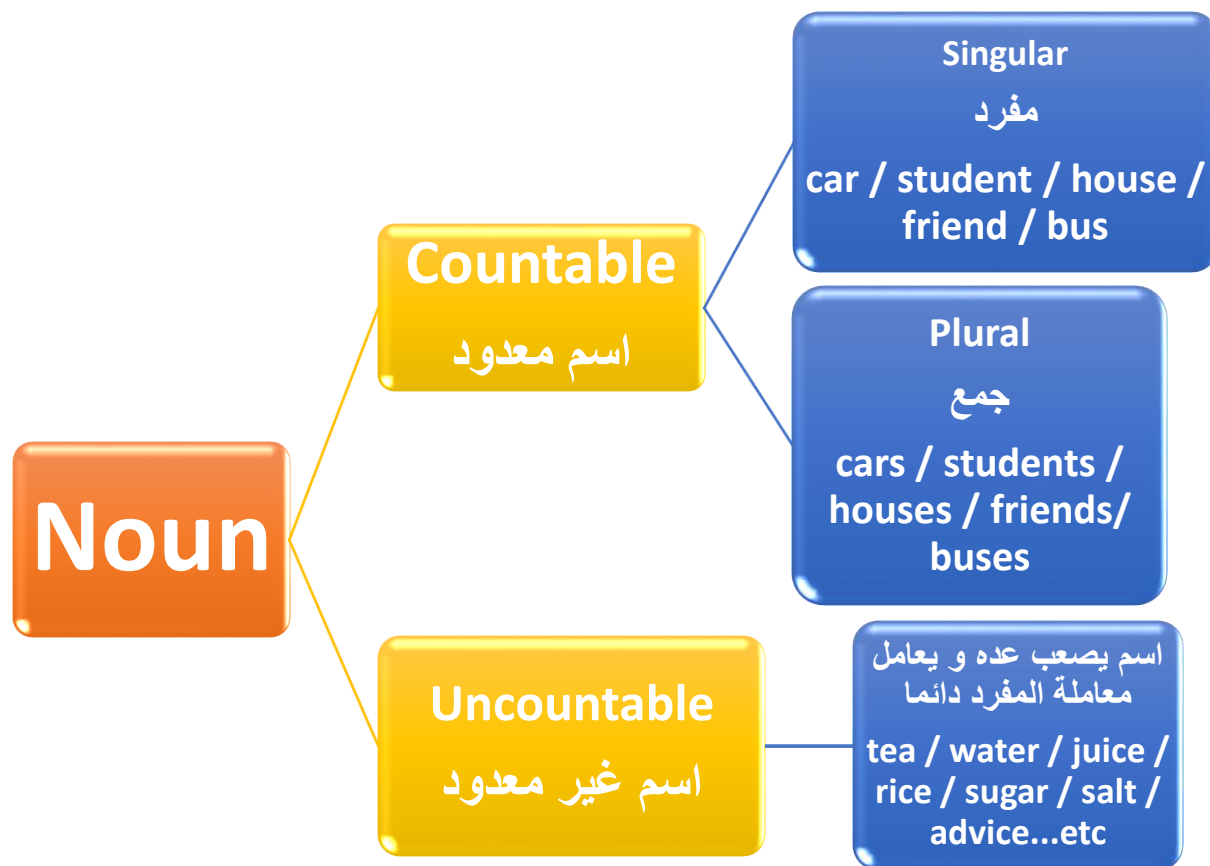 Noun
Countable
اسم معدود
Singular
مفرد
car / student / house /
friend / bus
Plural
جمع
cars / students /
houses / friends/
buses
Uncountable
اسم غير معدود
اسم يصعب عده و يعامل
معاملة المفرد دائما
tea / water / juice /
rice / sugar / salt /
advice...etc